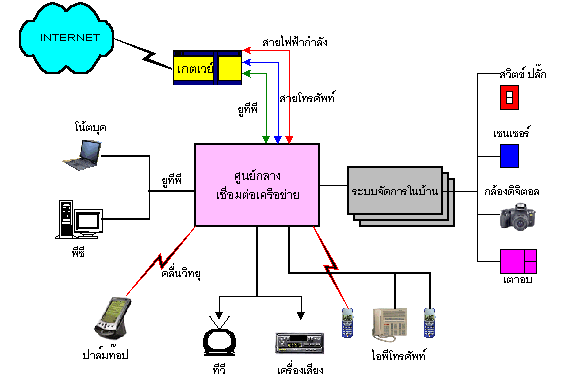 INTERNET
สายไฟฟ้ากำลัง
เกตเวย์
ยูทีพี
สายโทรศัพท์
สวิตช์ ปลั๊ก
โน้ตบุค
ศูนย์กลาง
เชื่อมต่อเครือข่าย
เซนเซอร์
ยูทีพี
ระบบจัดการในบ้าน
กล้องดิจิตอล
พีซี
คลื่นวิทยุ
เตาอบ
ปาล์มท๊อป
ทีวี
เครื่องเสียง
ไอพีโทรศัพท์